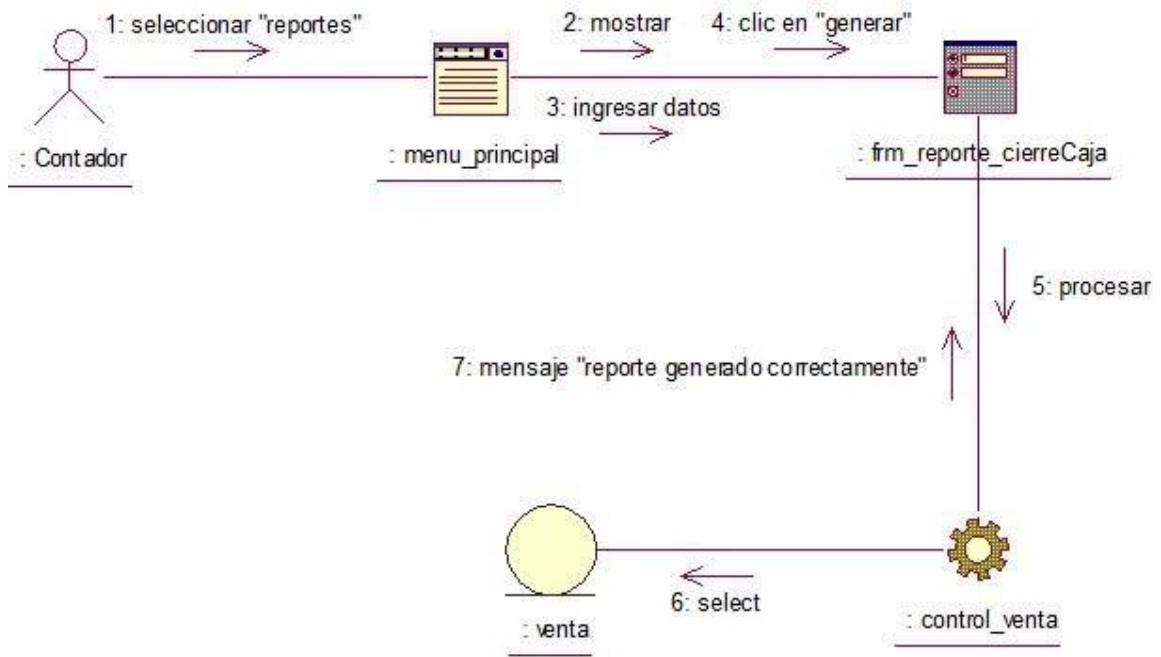 1: seleccionar "reportes"
2: mostrar
4: clic en "generar"
3: ingresar datos
: Contador
: menu_principal
: frm_reporte_cierreCaja
5: procesar
7: mensaje "reporte generado correctamente"
6: select
: venta
: control_venta